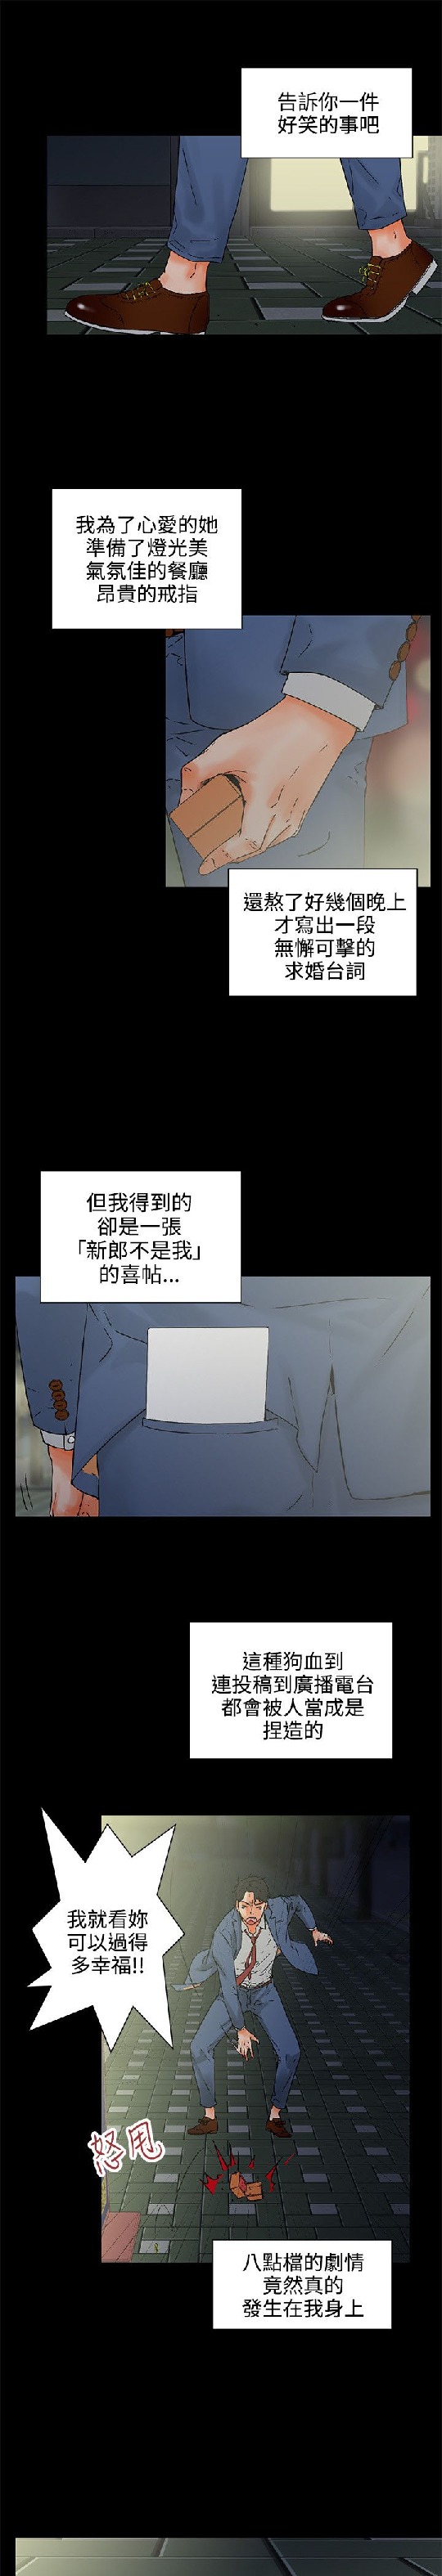 告訴你一件
好笑的事吧
我為了心愛的她
準備了燈光美
氣氛佳的餐廳
昂貴的戒指
還熬了好幾個晚上
才寫出一段
無懈可擊的
求婚台詞
但我得到的
卻是一張
「新郎不是我」
的喜帖...
這種狗血到
連投稿到廣播電台
都會被人當成是
捏造的
我就看妳
可以過得
多幸福!!
怒甩
八點檔的劇情
竟然真的
發生在我身上